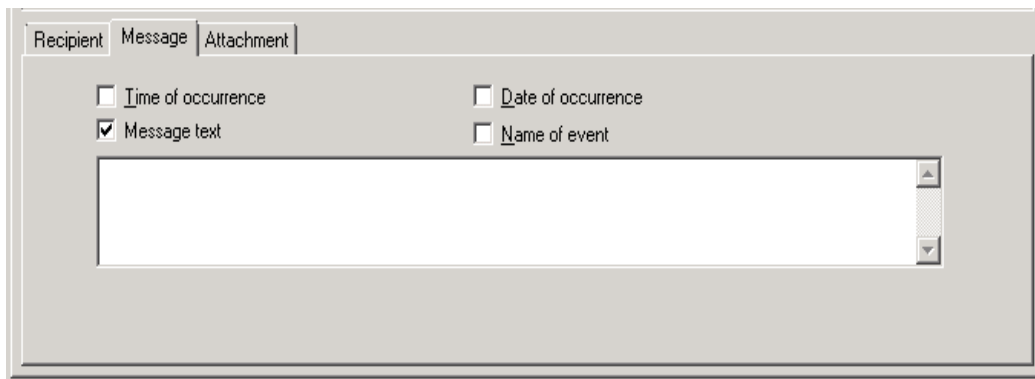 Recipient Message Attachment
Time of occurrence Date of occurrence
Message text Name of event